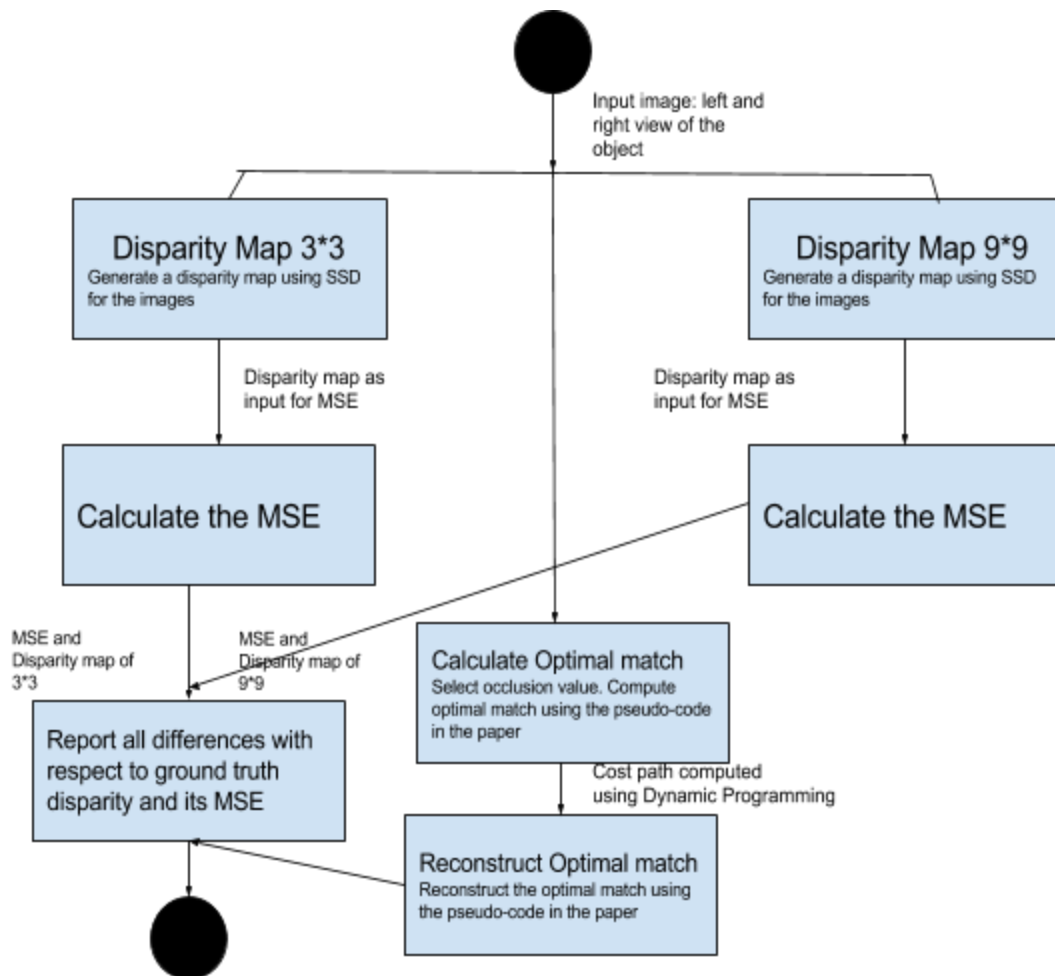 Input image: left and
right view of the
object
Disparity Map 3*3
Generate a disparity map using SSD
for the images
Disparity Map 9*9
Generate a disparity map using SSD
for the images
Disparity map as
input for MSE
Disparity map as
input for MSE
Calculate the MSE
Calculate the MSE
MSE and
Disparity map of
3*3
MSE and
Disparity map of
9*9
Calculate Optimal match
Select occlusion value. Compute
optimal match using the pseudo-code
in the paper
Report all differences with
respect to ground truth
disparity and its MSE
Cost path computed
using Dynamic Programming
Reconstruct Optimal match
Reconstruct the optimal match using
the pseudo-code in the paper